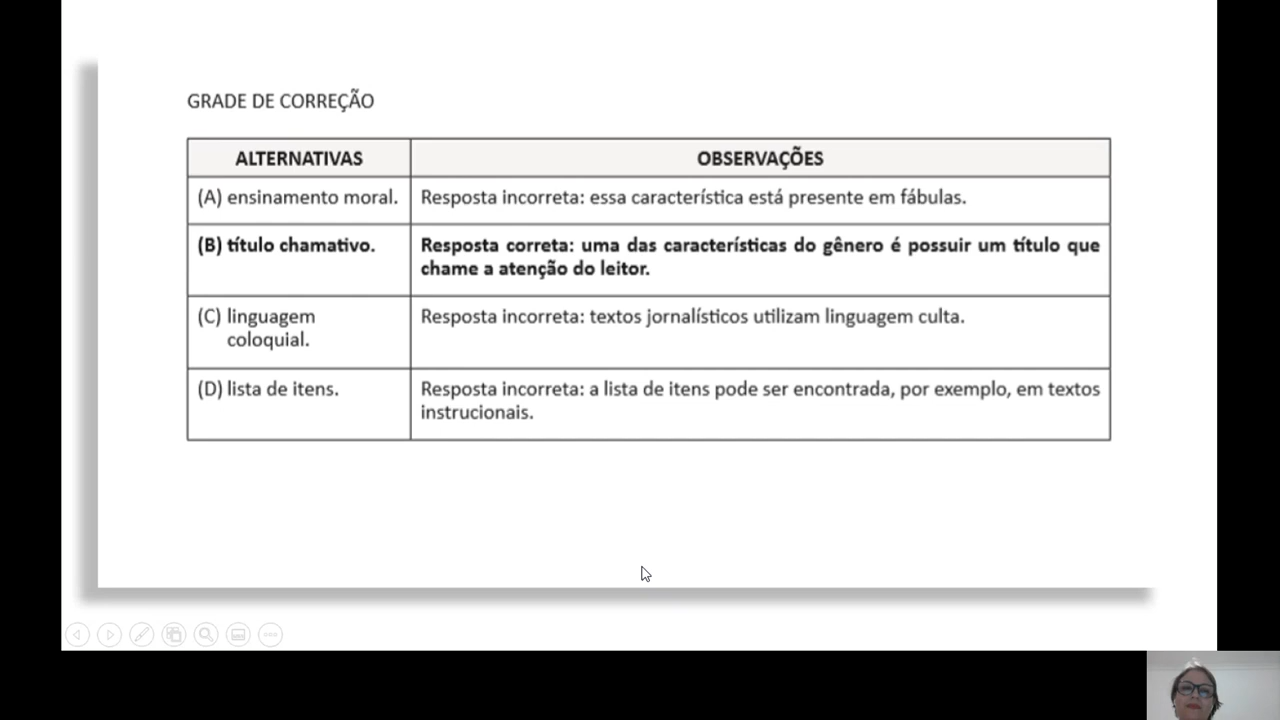 GRADE DE CORREÇÃO
ALTERNATIVAS
OBSERVAÇÕES
(A) ensinamento moral.
Resposta incorreta: essa característica está presente em fábulas.
(B) título chamativo.
Resposta correta: uma das características do gênero é possuir um título que
chame a atenção do leitor.
(C) linguagem
coloquial.
Resposta incorreta: textos jornalísticos utilizam linguagem culta.
(D) lista de itens.
Resposta incorreta: a lista de itens pode ser encontrada, por exemplo, em textos
instrucionais.